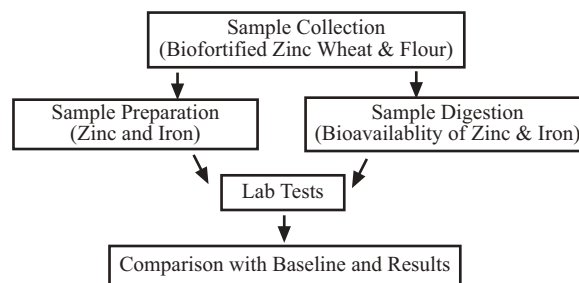 Sample Collection
(Biofortified Zinc Wheat & Flour)
Sample Preparation
(Zinc and Iron)
Sample Digestion
(Bioavailablity of Zinc & Iron)
Lab Tests
Comparison with Baseline and Results